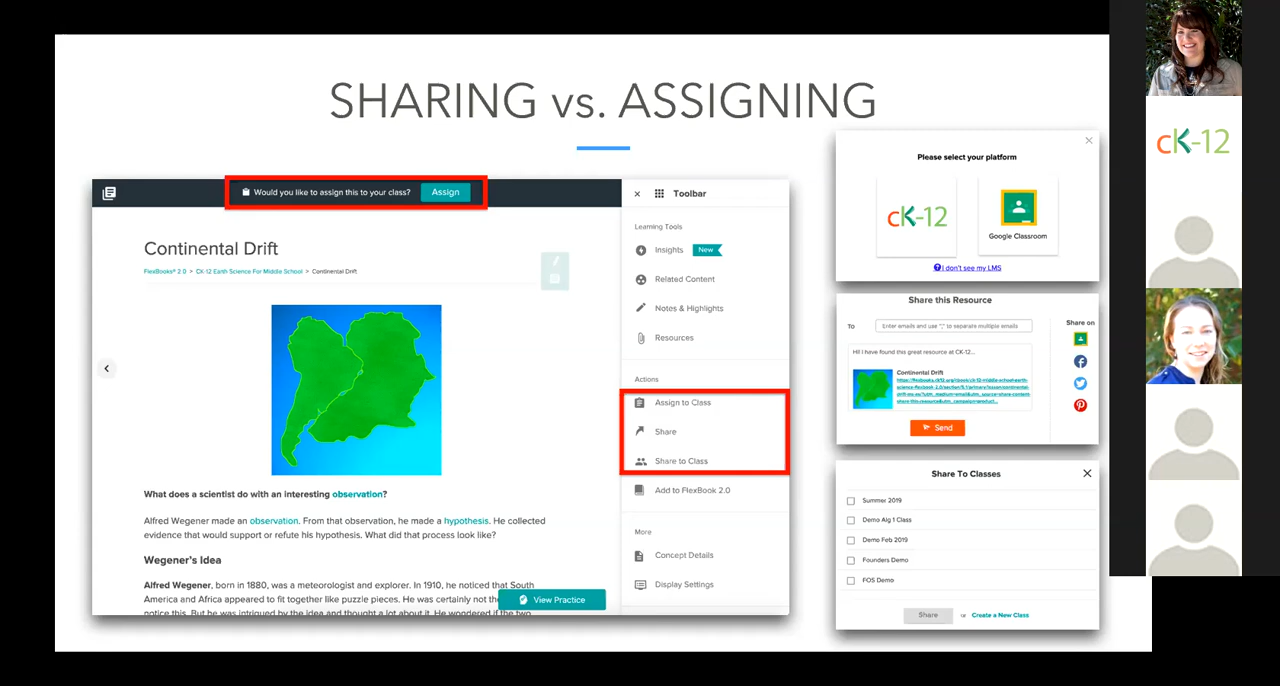 SHARING vs. ASSIGNING
Would you like to assign this to your class? Assign
Continental Drift
FlexBooks® 2.0 > CK-12 Earth Science For Middle School > Continental Drift
What does a scientist do with an interesting observation?
Alfred Wegener made an observation. From that observation, he made a hypothesis. He collected
evidence that would support or refute his hypothesis. What did that process look like?
Wegener's Idea
Alfred Wegener, born in 1880, was a meteorologist and explorer. In 1910, he noticed that South
America and Africa appeared to fit together like puzzle pieces. He was certainly not the
notice this. But he was intrigued by the idea and thought a lot about it. He wondered if the two
View Practice
Toolbar
Learning Tools
Insights New
Related Content
Notes & Highlights
Resources
Actions
Assign to Class
Share
Share to Class
Add to FlexBook 2.0
More
Concept Details
Display Settings
Please select your platform
cK-12
Google Classroom
I don't see my LMS
Share this Resource
To Enter emails and use "," to separate multiple emails
Share on
Hi! I have found this great resource at CK-12...
Continental Drift
Send
Share To Classes
Summer 2019
Demo Alg 1 Class
Demo Feb 2019
Founders Demo
FOS Demo
Share or Create a New Class
cK-12